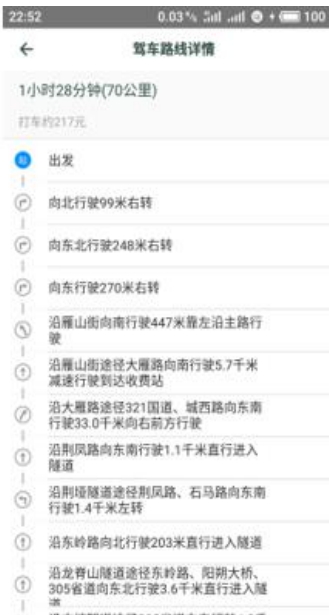 22:52
100
驾车路线详情
1小时28分钟(70公里)
打车约217元
出发
向北行驶99米右转
向东北行驶248米右转
向东行驶270米右转
沿雁山街向南行驶447米靠左沿主路行
驶
沿雁山街途径大雁路向南行驶5.7千米
减速行驶到达收费站
沿大雁路途径321国道、城西路向东南
行驶33.0千米向右前方行驶
沿荆凤路向东南行驶1.1千米直行进入
隧道
沿荆垭隧道途径荆凤路、石马路向东南
行驶1.4千米左转
沿东岭路向北行驶203米直行进入隧道
沿龙脊山隧道途径东岭路、阳朔大桥、
305省道向东北行驶3.6千米直行进入隧
道